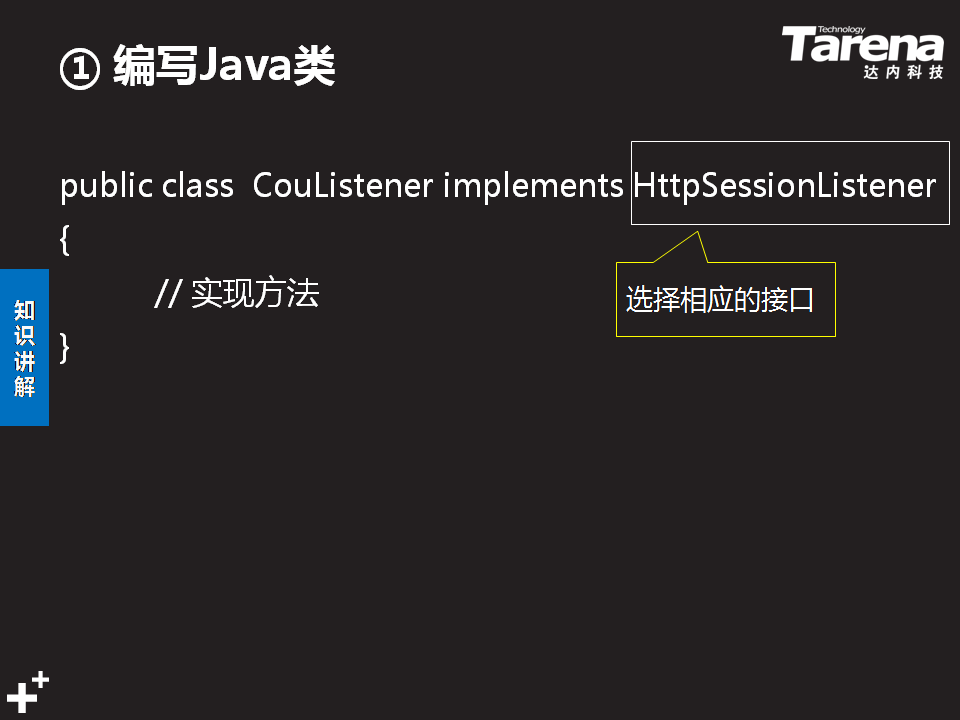 ① 编写Java类
Technology
Tarena
达内科技
public class  CouListener implements HttpSessionListener
{
// 实现方法
选择相应的接口
}
知识讲解